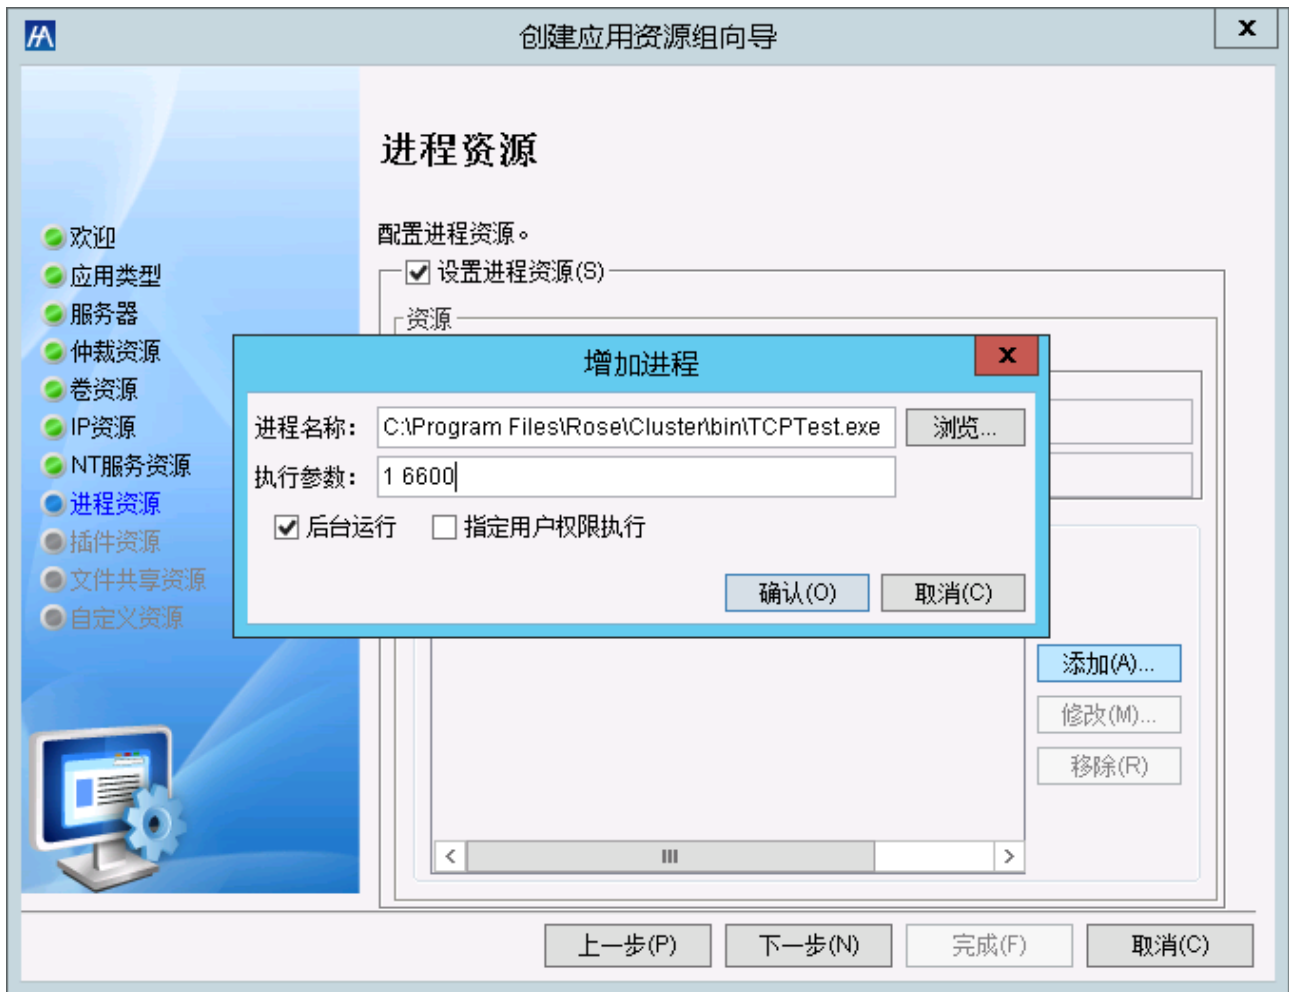 创建应用资源组向导
进程资源
配置进程资源。
设置进程资源(S)
资源
欢迎
应用类型
服务器
仲裁资源
卷资源
IP资源
NT服务资源
进程资源
插件资源
文件共享资源
自定义资源
增加进程
进程名称: C:\Program Files\Rose\Cluster\bin\TCPTest.exe 浏览...
执行参数: 1 6600
后台运行 指定用户权限执行
确认(O) 取消(C)
添加(A)...
修改(M)...
移除(R)
上一步(P) 下一步(N) 完成(F) 取消(C)